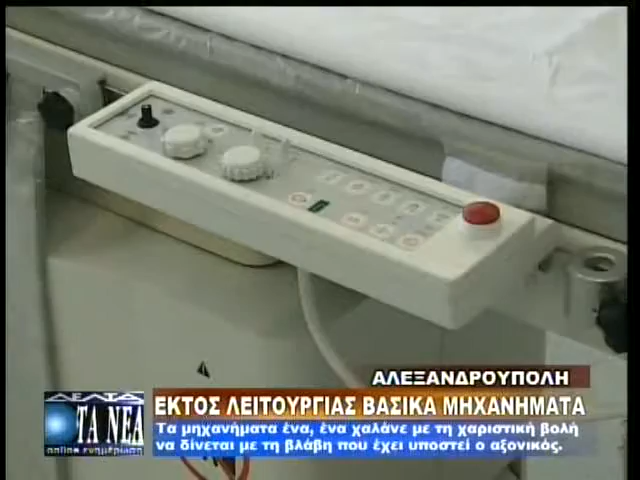 ΑΛΕΞΑΝΔΡΟΥΠΟΛΗ
ΔΕΛΤΑ
ΤΑ ΝΕΑ
online ενημέρωση
ΕΚΤΟΣ ΛΕΙΤΟΥΡΓΙΑΣ ΒΑΣΙΚΑ ΜΗΧΑΝΗΜΑΤΑ
Τα μηχανήματα ένα, ένα χαλάνε με τη χαριστική βολή
να δίνεται με τη βλάβη που έχει υποστεί ο αξονικός.